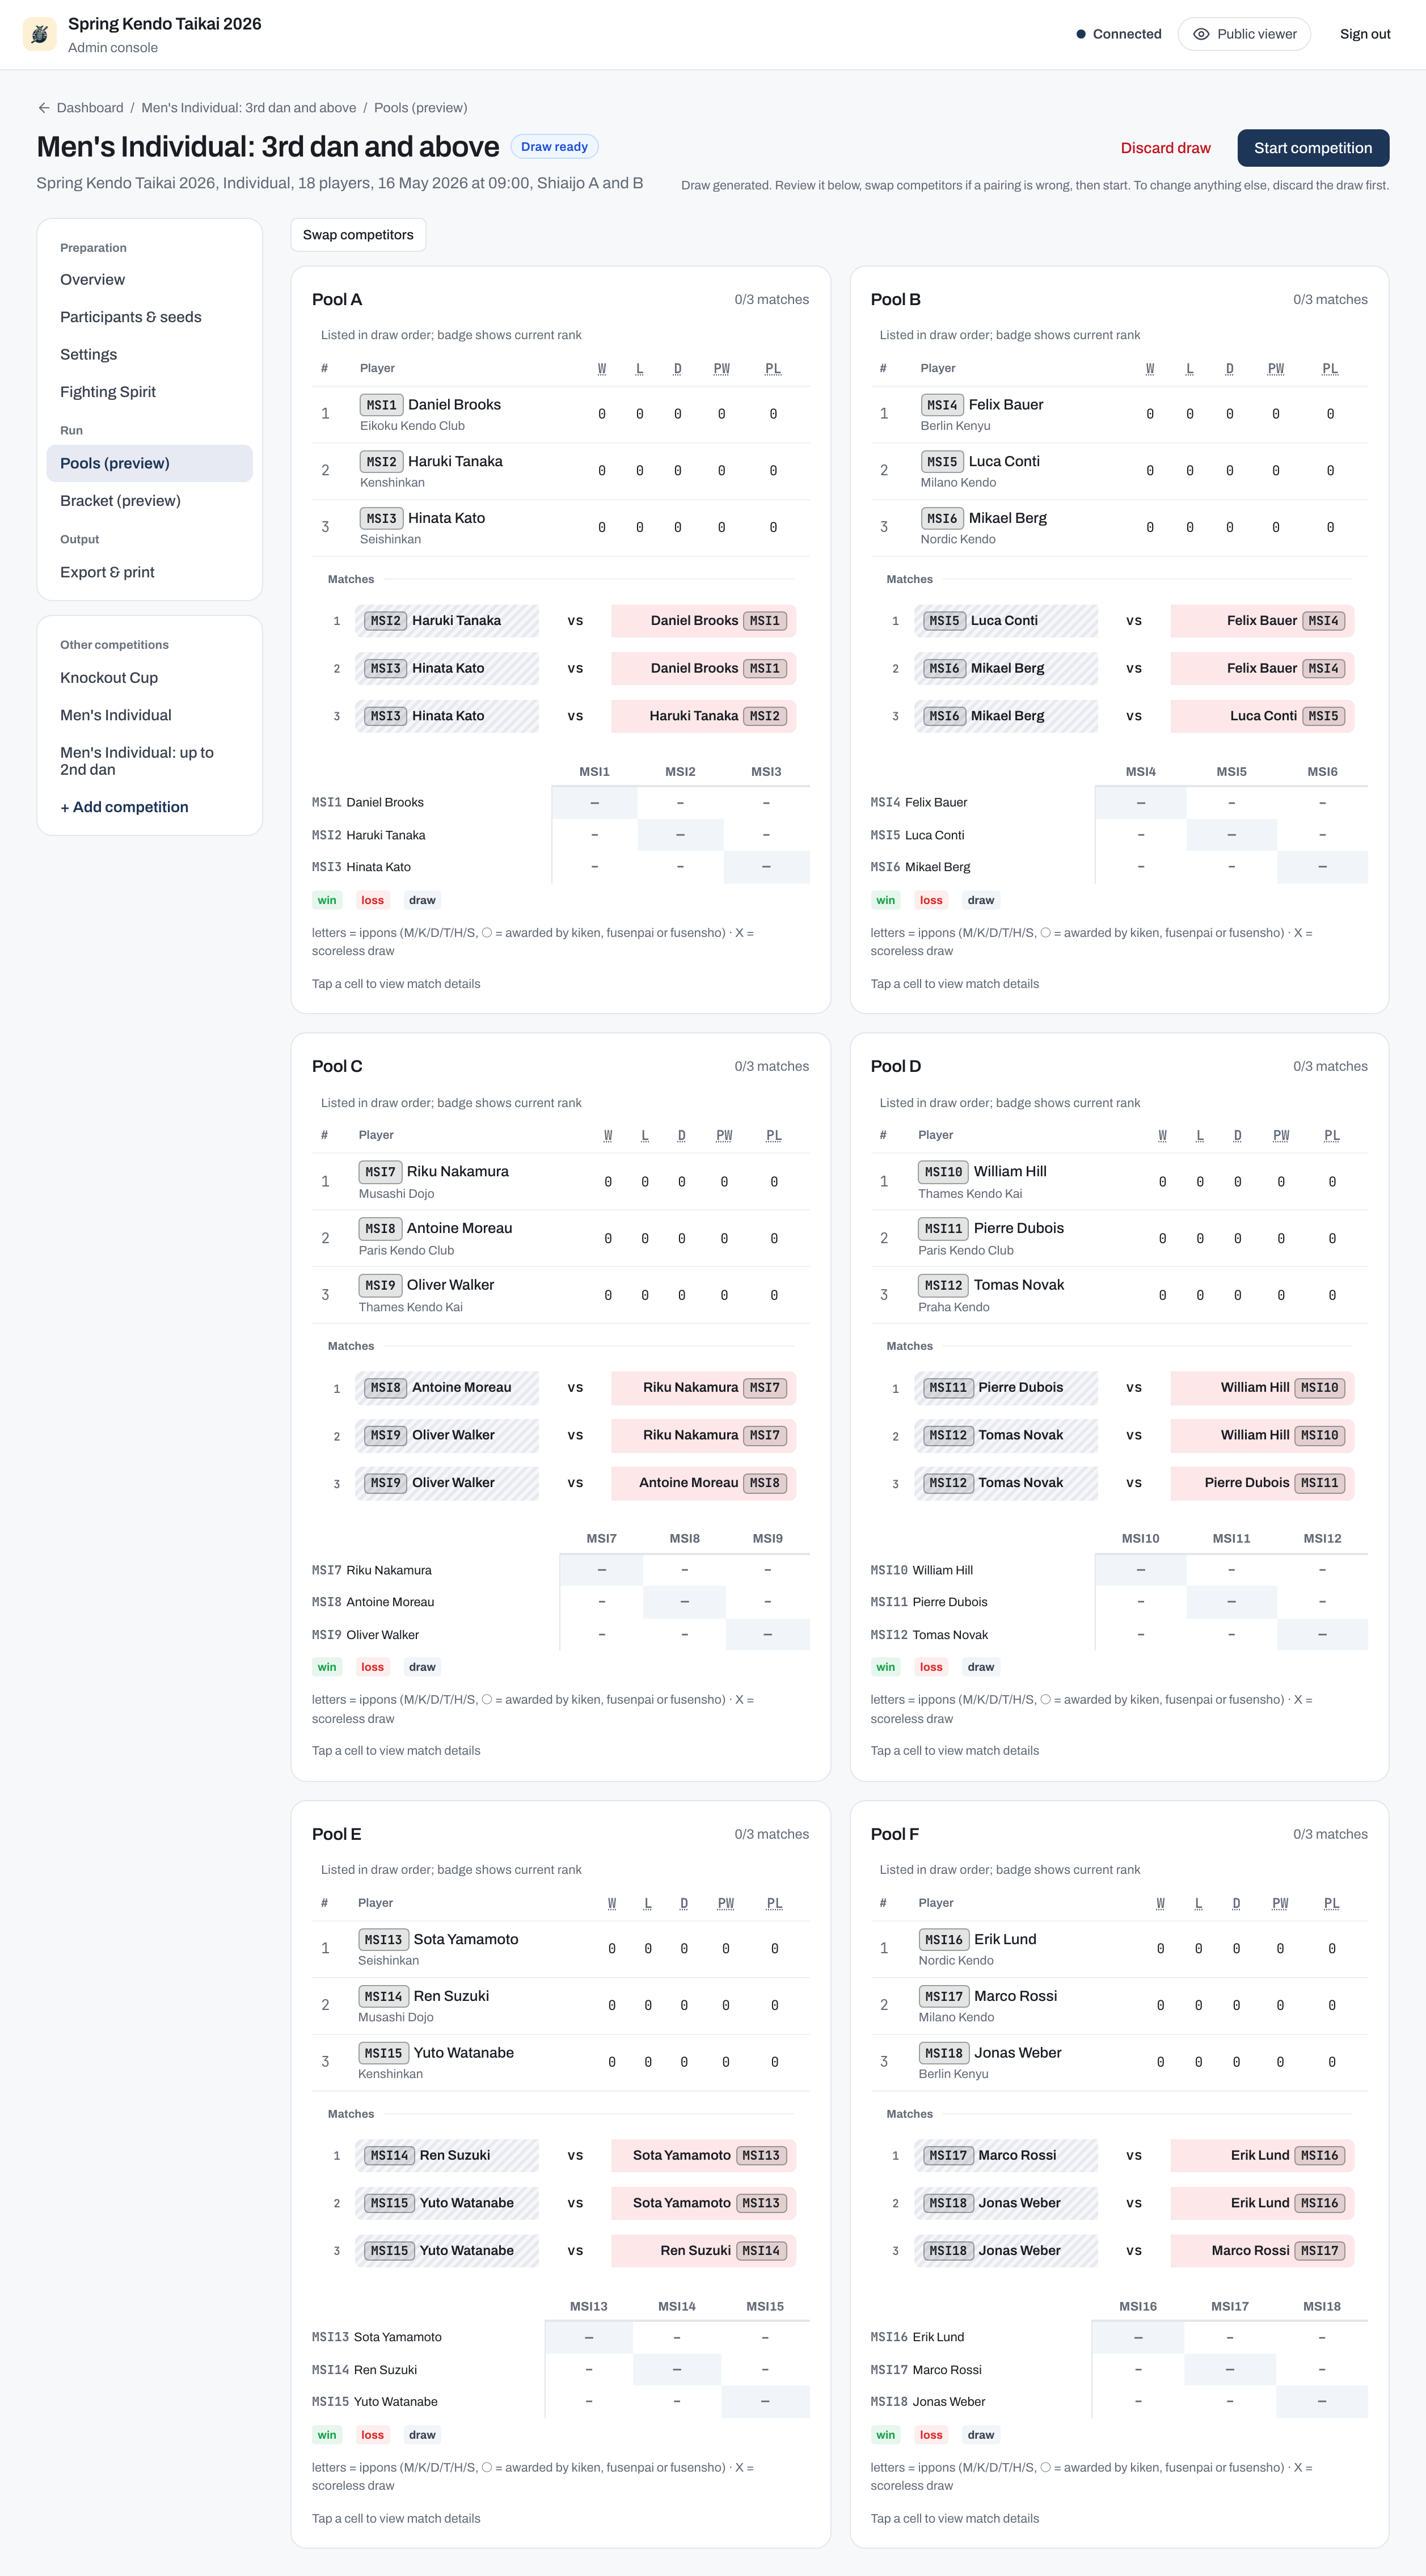 Spring Kendo Taikai 2026
Admin console
Connected
Public viewer
Sign out
← Dashboard / Men's Individual: 3rd dan and above / Pools (preview)
Men's Individual: 3rd dan and above
Draw ready
Discard draw
Start competition
Spring Kendo Taikai 2026, Individual, 18 players, 16 May 2026 at 09:00, Shiaijo A and B
Draw generated. Review it below, swap competitors if a pairing is wrong, then start. To change anything else, discard the draw first.
Preparation
Overview
Participants & seeds
Settings
Fighting Spirit
Run
Pools (preview)
Bracket (preview)
Output
Export & print
Other competitions
Knockout Cup
Men's Individual
Men's Individual: up to
2nd dan
+ Add competition
Swap competitors
Pool A
0/3 matches
Listed in draw order; badge shows current rank
# Player W L D PW PL
1 MSI1 Daniel Brooks 0 0 0 0 0
Eikoku Kendo Club
2 MSI2 Haruki Tanaka 0 0 0 0 0
Kenshinkan
3 MSI3 Hinata Kato 0 0 0 0 0
Seishinkan
Matches
1 MSI2 Haruki Tanaka vs Daniel Brooks MSI1
2 MSI3 Hinata Kato vs Daniel Brooks MSI1
3 MSI3 Hinata Kato vs Haruki Tanaka MSI2
MSI1 MSI2 MSI3
MSI1 Daniel Brooks – – –
MSI2 Haruki Tanaka – – –
MSI3 Hinata Kato – – –
win loss draw
letters = ippons (M/K/D/T/H/S, ○ = awarded by kiken, fusenpai or fusensho) · X =
scoreless draw
Tap a cell to view match details
Pool B
0/3 matches
Listed in draw order; badge shows current rank
# Player W L D PW PL
1 MSI4 Felix Bauer 0 0 0 0 0
Berlin Kenyu
2 MSI5 Luca Conti 0 0 0 0 0
Milano Kendo
3 MSI6 Mikael Berg 0 0 0 0 0
Nordic Kendo
Matches
1 MSI5 Luca Conti vs Felix Bauer MSI4
2 MSI6 Mikael Berg vs Felix Bauer MSI4
3 MSI6 Mikael Berg vs Luca Conti MSI5
MSI4 MSI5 MSI6
MSI4 Felix Bauer – – –
MSI5 Luca Conti – – –
MSI6 Mikael Berg – – –
win loss draw
letters = ippons (M/K/D/T/H/S, ○ = awarded by kiken, fusenpai or fusensho) · X =
scoreless draw
Tap a cell to view match details
Pool C
0/3 matches
Listed in draw order; badge shows current rank
# Player W L D PW PL
1 MSI7 Riku Nakamura 0 0 0 0 0
Musashi Dojo
2 MSI8 Antoine Moreau 0 0 0 0 0
Paris Kendo Club
3 MSI9 Oliver Walker 0 0 0 0 0
Thames Kendo Kai
Matches
1 MSI8 Antoine Moreau vs Riku Nakamura MSI7
2 MSI9 Oliver Walker vs Riku Nakamura MSI7
3 MSI9 Oliver Walker vs Antoine Moreau MSI8
MSI7 MSI8 MSI9
MSI7 Riku Nakamura – – –
MSI8 Antoine Moreau – – –
MSI9 Oliver Walker – – –
win loss draw
letters = ippons (M/K/D/T/H/S, ○ = awarded by kiken, fusenpai or fusensho) · X =
scoreless draw
Tap a cell to view match details
Pool D
0/3 matches
Listed in draw order; badge shows current rank
# Player W L D PW PL
1 MSI10 William Hill 0 0 0 0 0
Thames Kendo Kai
2 MSI11 Pierre Dubois 0 0 0 0 0
Paris Kendo Club
3 MSI12 Tomas Novak 0 0 0 0 0
Praha Kendo
Matches
1 MSI11 Pierre Dubois vs William Hill MSI10
2 MSI12 Tomas Novak vs William Hill MSI10
3 MSI12 Tomas Novak vs Pierre Dubois MSI11
MSI10 MSI11 MSI12
MSI10 William Hill – – –
MSI11 Pierre Dubois – – –
MSI12 Tomas Novak – – –
win loss draw
letters = ippons (M/K/D/T/H/S, ○ = awarded by kiken, fusenpai or fusensho) · X =
scoreless draw
Tap a cell to view match details
Pool E
0/3 matches
Listed in draw order; badge shows current rank
# Player W L D PW PL
1 MSI13 Sota Yamamoto 0 0 0 0 0
Seishinkan
2 MSI14 Ren Suzuki 0 0 0 0 0
Musashi Dojo
3 MSI15 Yuto Watanabe 0 0 0 0 0
Kenshinkan
Matches
1 MSI14 Ren Suzuki vs Sota Yamamoto MSI13
2 MSI15 Yuto Watanabe vs Sota Yamamoto MSI13
3 MSI15 Yuto Watanabe vs Ren Suzuki MSI14
MSI13 MSI14 MSI15
MSI13 Sota Yamamoto – – –
MSI14 Ren Suzuki – – –
MSI15 Yuto Watanabe – – –
win loss draw
letters = ippons (M/K/D/T/H/S, ○ = awarded by kiken, fusenpai or fusensho) · X =
scoreless draw
Tap a cell to view match details
Pool F
0/3 matches
Listed in draw order; badge shows current rank
# Player W L D PW PL
1 MSI16 Erik Lund 0 0 0 0 0
Nordic Kendo
2 MSI17 Marco Rossi 0 0 0 0 0
Milano Kendo
3 MSI18 Jonas Weber 0 0 0 0 0
Berlin Kenyu
Matches
1 MSI17 Marco Rossi vs Erik Lund MSI16
2 MSI18 Jonas Weber vs Erik Lund MSI16
3 MSI18 Jonas Weber vs Marco Rossi MSI17
MSI16 MSI17 MSI18
MSI16 Erik Lund – – –
MSI17 Marco Rossi – – –
MSI18 Jonas Weber – – –
win loss draw
letters = ippons (M/K/D/T/H/S, ○ = awarded by kiken, fusenpai or fusensho) · X =
scoreless draw
Tap a cell to view match details